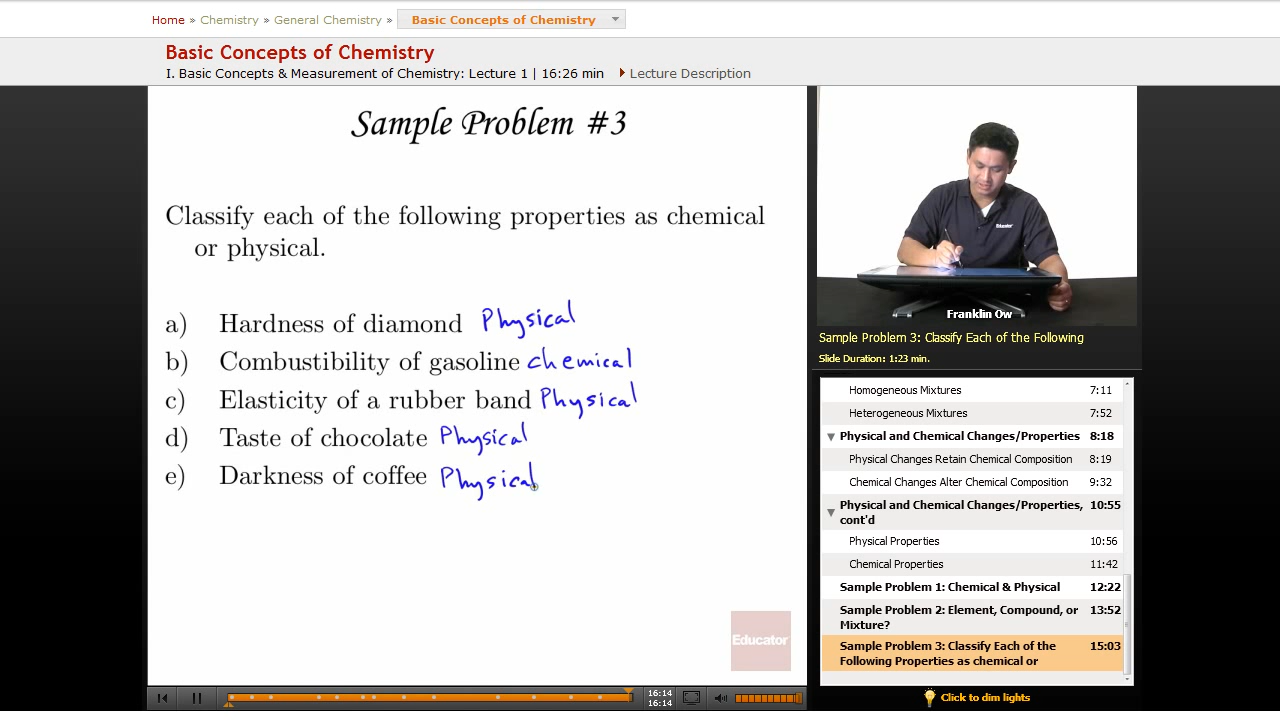 Home » Chemistry » General Chemistry » Basic Concepts of Chemistry
Basic Concepts of Chemistry
I. Basic Concepts & Measurement of Chemistry: Lecture 1 | 16:26 min Lecture Description
Sample Problem #3
Classify each of the following properties as chemical
or physical.
a) Hardness of diamond Physical
b) Combustibility of gasoline chemical
c) Elasticity of a rubber band Physical
d) Taste of chocolate Physical
e) Darkness of coffee Physical
Educator
16:14
16:14
Educator
Franklin Ow
Sample Problem 3: Classify Each of the Following
Slide Duration: 1:23 min.
Homogeneous Mixtures 7:11
Heterogeneous Mixtures 7:52
Physical and Chemical Changes/Properties 8:18
Physical Changes Retain Chemical Composition 8:19
Chemical Changes Alter Chemical Composition 9:32
Physical and Chemical Changes/Properties, 10:55
cont'd
Physical Properties 10:56
Chemical Properties 11:42
Sample Problem 1: Chemical & Physical 12:22
Sample Problem 2: Element, Compound, or 13:52
Mixture?
Sample Problem 3: Classify Each of the 15:03
Following Properties as chemical or
Click to dim lights